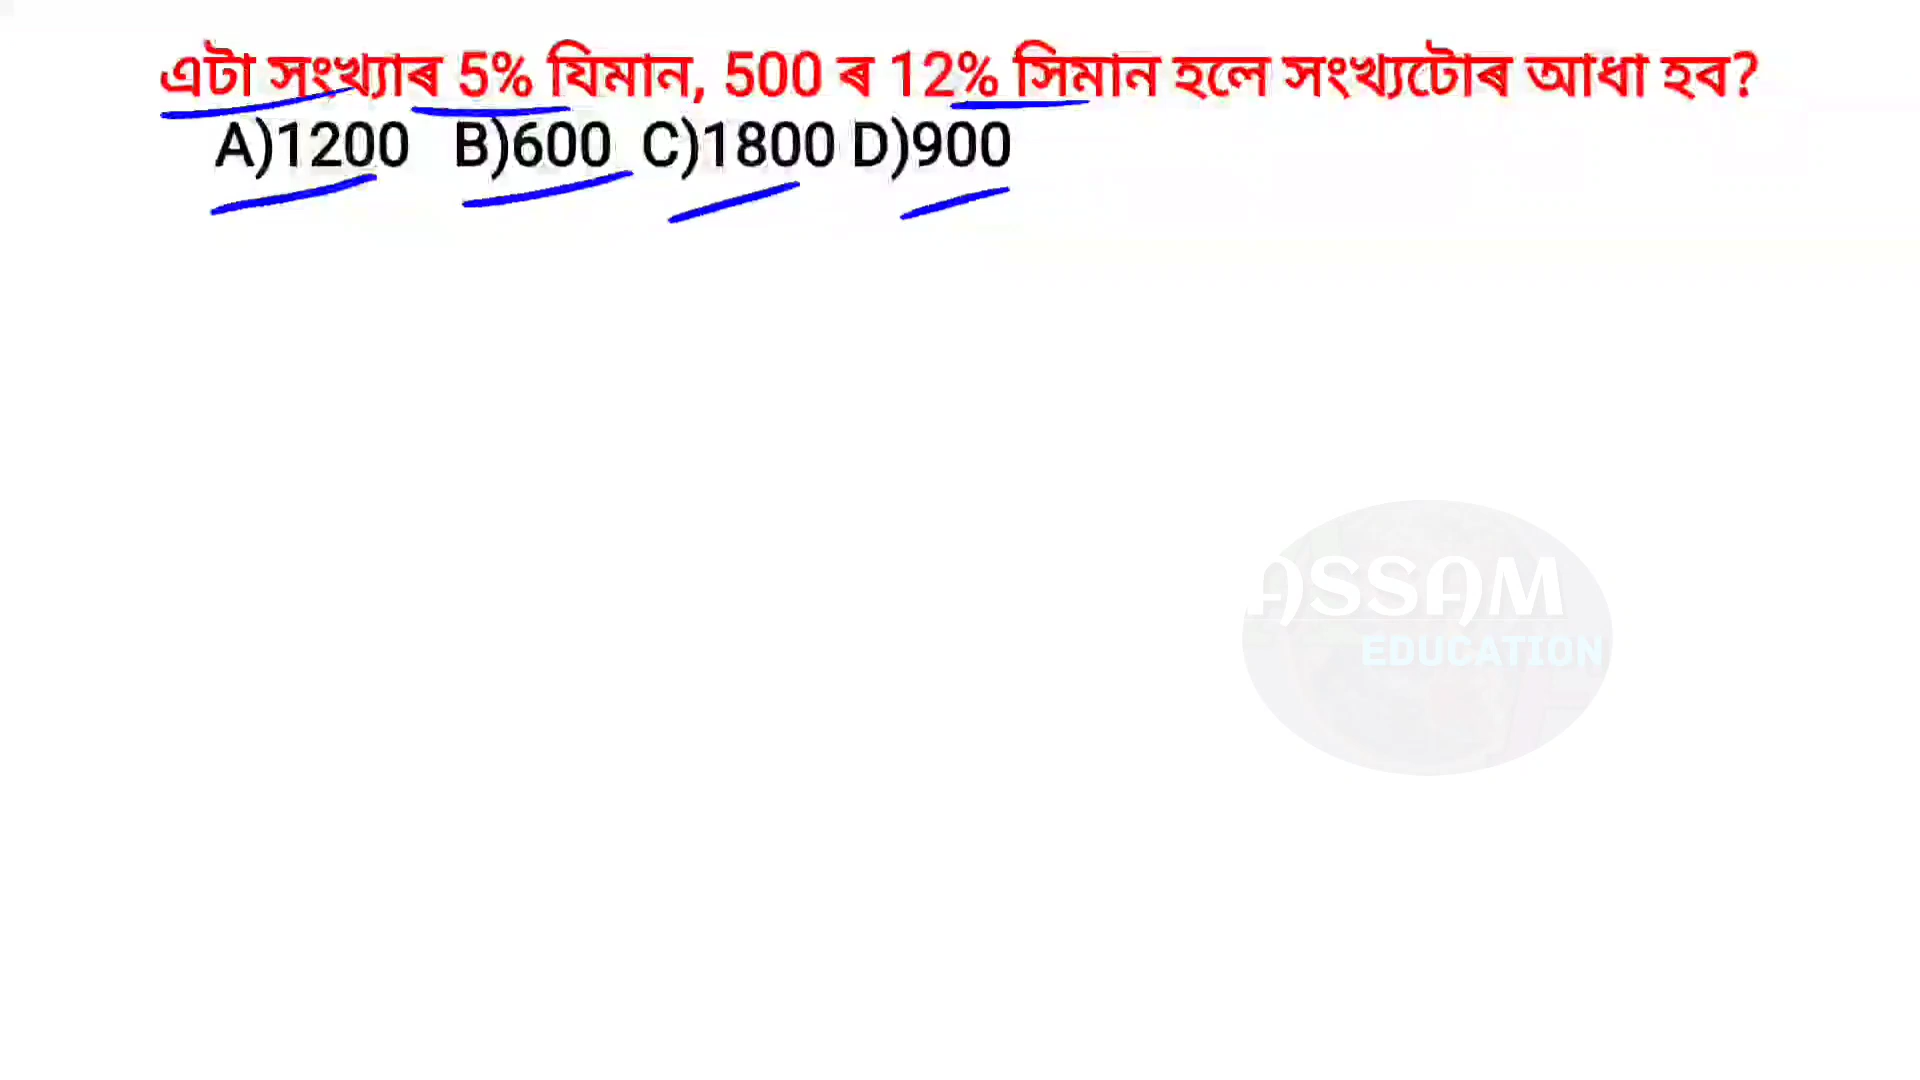 এটা সংখ্যাৰ 5% যিমান, 500 ৰ 12% সিমান হলে সংখ্যটোৰ আধা হব?
A)1200 B)600 C)1800 D)900
ASSAM
EDUCATION